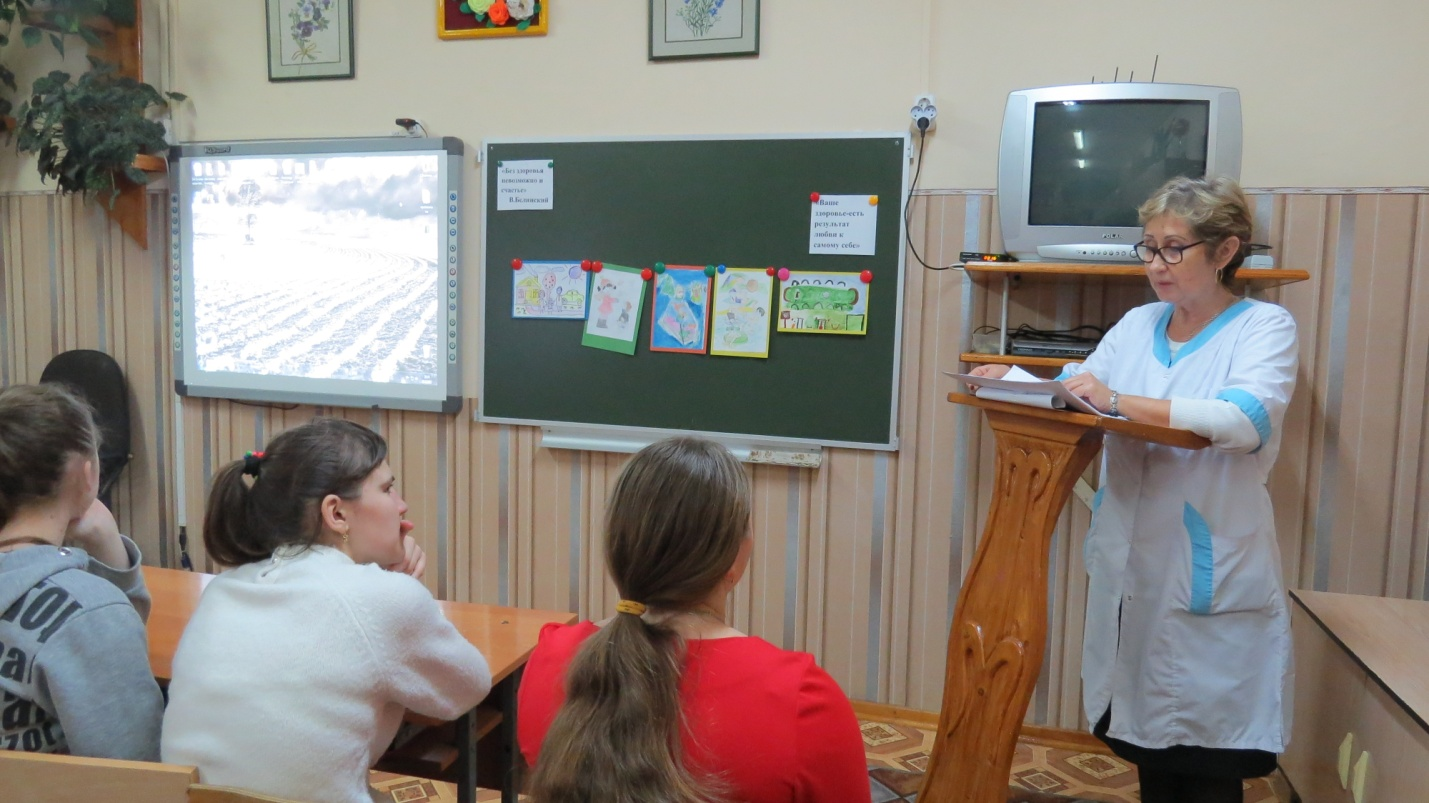 «Без здоровья
невозможно и
счастье»
В.Белинский
«Ваше
здоровье-есть
результат
любви к
самому себе»